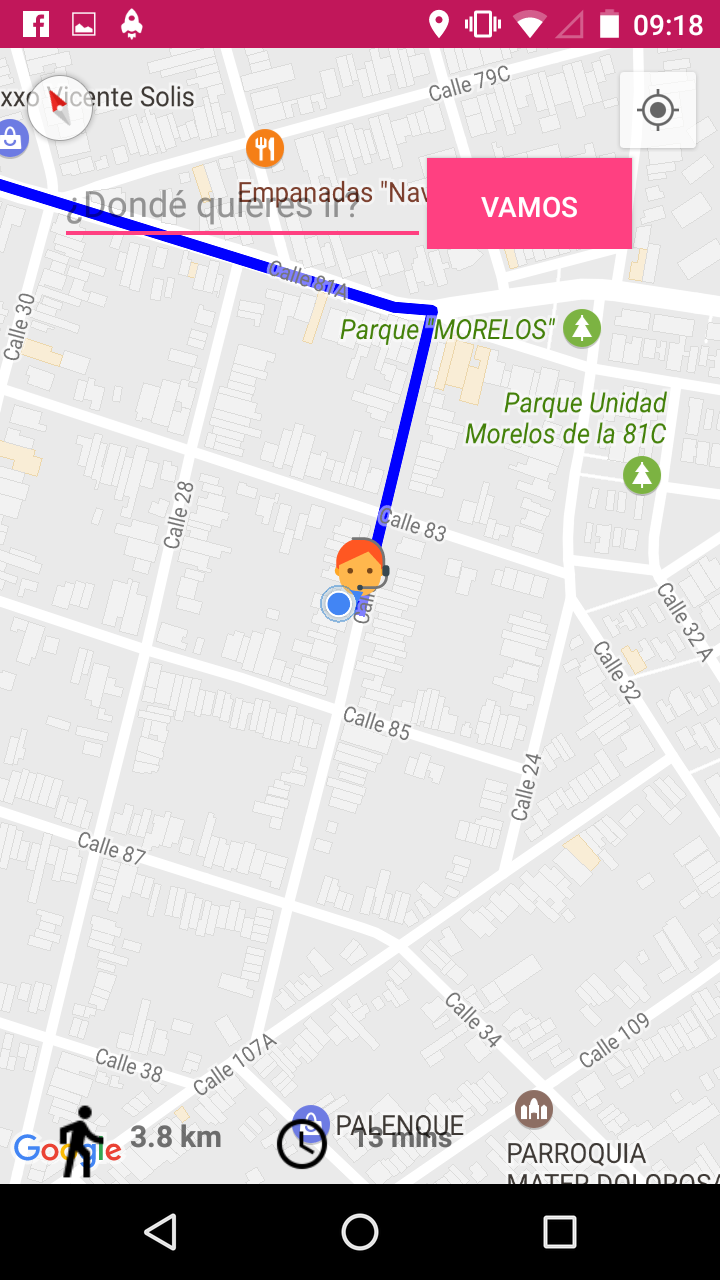 09:18
Calle 79C
xxo Vicente Solis
Empanadas "Nav
¿Dondé quieres ir?
VAMOS
Calle 81A
Calle 30
Parque "MORELOS"
Parque Unidad
Morelos de la 81C
Calle 28
Calle 83
Calle 32 A
Calle 32
Calle 85
Calle 24
Calle 87
Calle 34
Calle 109
Calle 107A
Calle 38
PALENQUE
Google
3.8 km
13 mins
PARROQUIA
MATER DOLOROSA